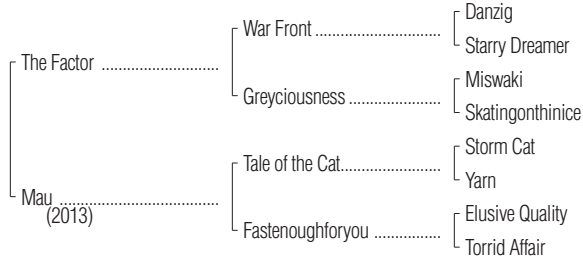 Danzig
War Front ..................................
Starry Dreamer
The Factor ...............................
Miswaki
Greyciousness .........................
Skatingonthinice
Storm Cat
Tale of the Cat...........................
Yarn
Mau ...................................
(2013)
Elusive Quality
Fastenoughforyou ..................
Torrid Affair